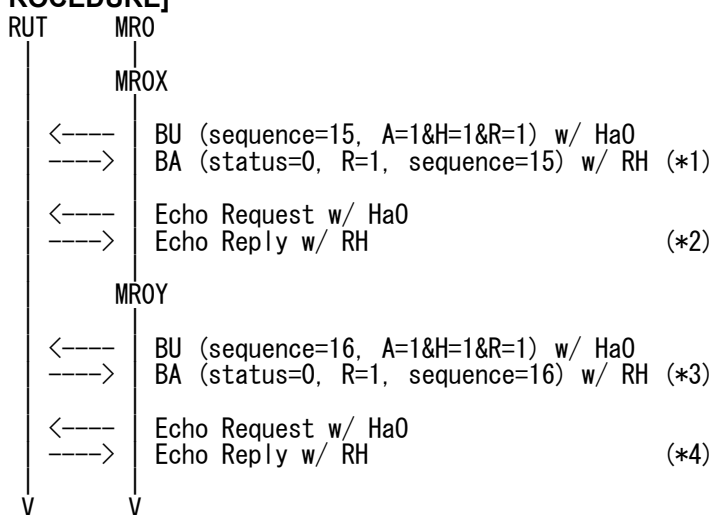 ROCEDURE]
RUT MR0
MR0X
<---- BU (sequence=15, A=1&H=1&R=1) w/ HaO
----> BA (status=0, R=1, sequence=15) w/ RH (*1)
<---- Echo Request w/ HaO
----> Echo Reply w/ RH (*2)
MR0Y
<---- BU (sequence=16, A=1&H=1&R=1) w/ HaO
----> BA (status=0, R=1, sequence=16) w/ RH (*3)
<---- Echo Request w/ HaO
----> Echo Reply w/ RH (*4)
V V